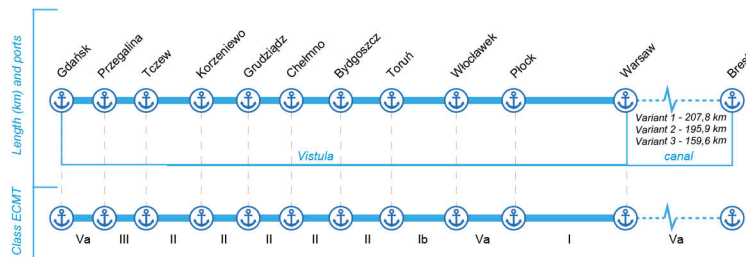 Length (km) and ports
Gdańsk
Przegalina
Tczew
Korzeniewo
Grudziądz
Chełmno
Bydgoszcz
Toruń
Włocławek
Płock
Warsaw
Brest
Variant 1 - 207,8 km
Variant 2 - 195,9 km
Variant 3 - 159,6 km
Vistula
canal
Class ECMT
Va
III
II
II
II
II
II
Ib
Va
I
Va